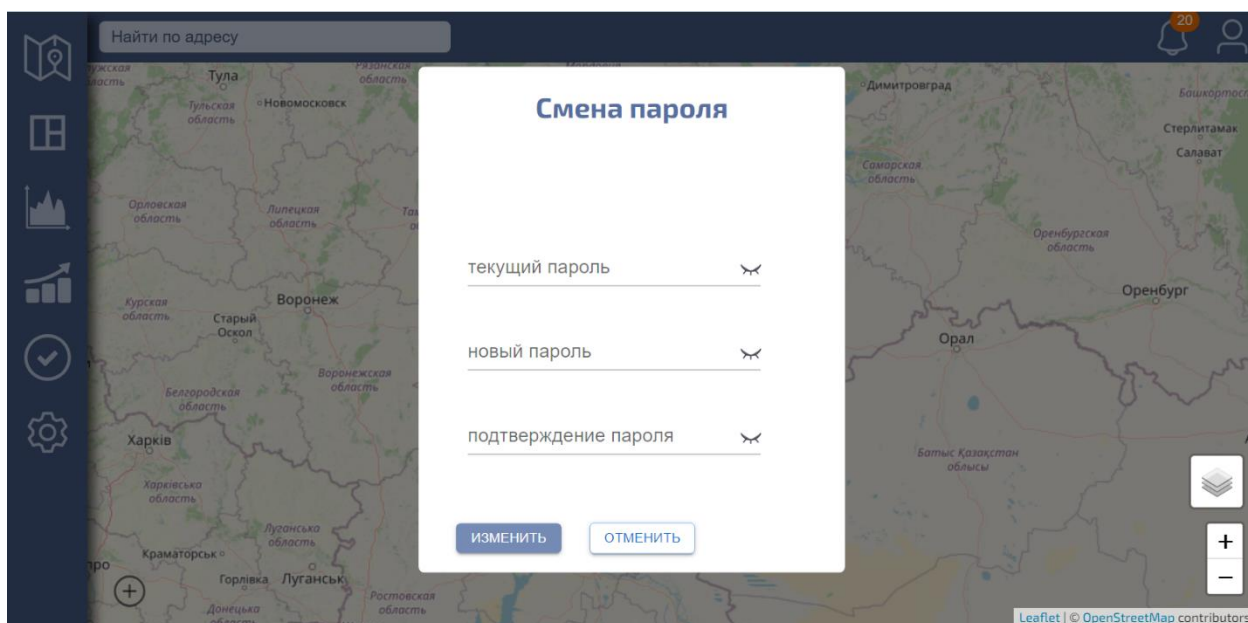 20
Найти по адресу
Рязанская
область
Тула
Тульская
область
Новомосковск
Димитровград
Стерлитамак
Салават
Самарская
область
Орловская
область
Липецкая
область
Оренбургская
область
Оренбург
Курская
область
Старый
Оскол
Воронеж
Воронежская
область
Орал
Белгородская
область
Харків
Харківська
область
Батыс Қазақстан
облысы
Луганська
область
Краматорськ
Горлівка
Луганськ
Донецька
Ростовская
область
Смена пароля
текущий пароль
новый пароль
подтверждение пароля
ИЗМЕНИТЬ
ОТМЕНИТЬ
+
−
Leaflet | © OpenStreetMap contributors